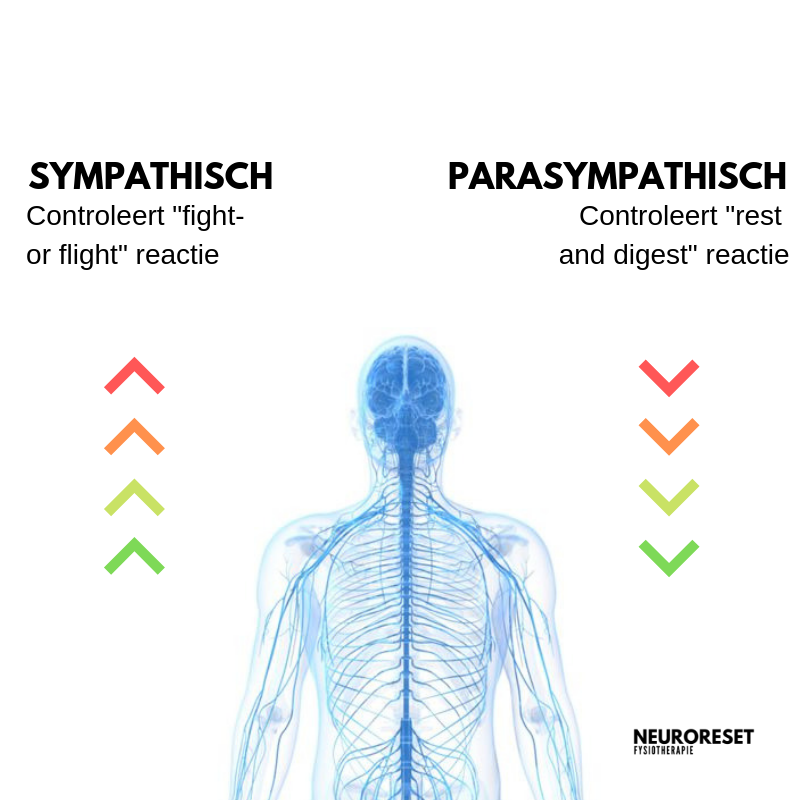 SYMPATHISCH
Controleert "fight-
or flight" reactie
PARASYMPATHISCH
Controleert "rest
and digest" reactie
NEURORESET
FYSIOTHERAPIE